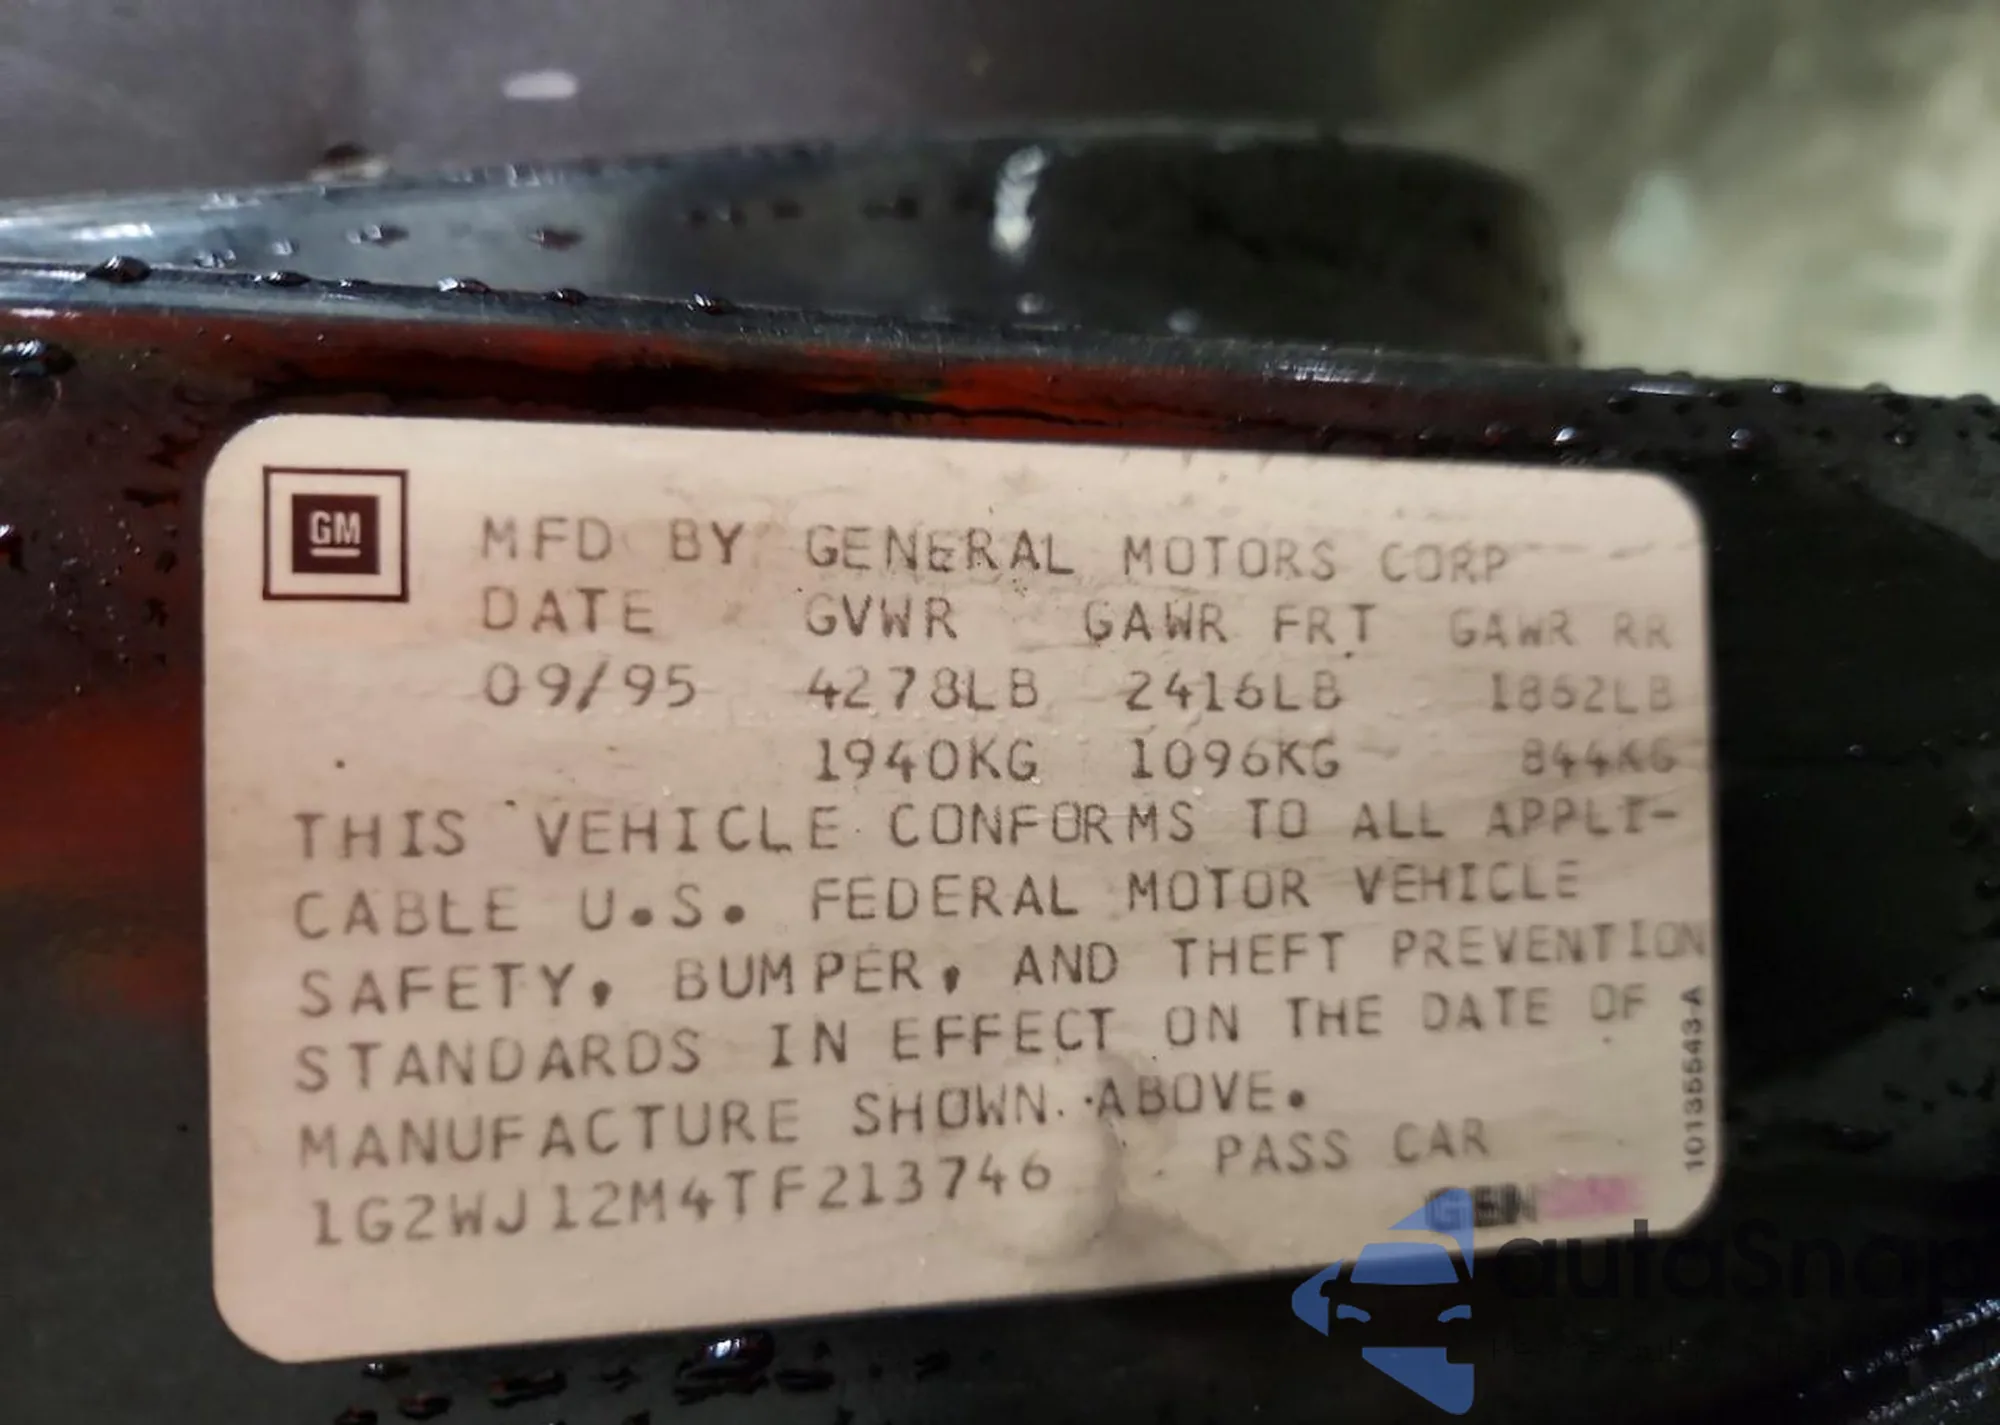 GM
MFD BY GENERAL MOTORS CORP
DATE GVWR GAWR FRT GAWR RR
09/95 4278LB 2416LB 1862LB
1940KG 1096KG 844KG
THIS VEHICLE CONFORMS TO ALL APPLI-
CABLE U.S. FEDERAL MOTOR VEHICLE
SAFETY, BUMPER, AND THEFT PREVENTION
STANDARDS IN EFFECT ON THE DATE OF
MANUFACTURE SHOWN ABOVE.
1G2WJ12M4TF213746 PASS CAR
10135543-A
autoSnap